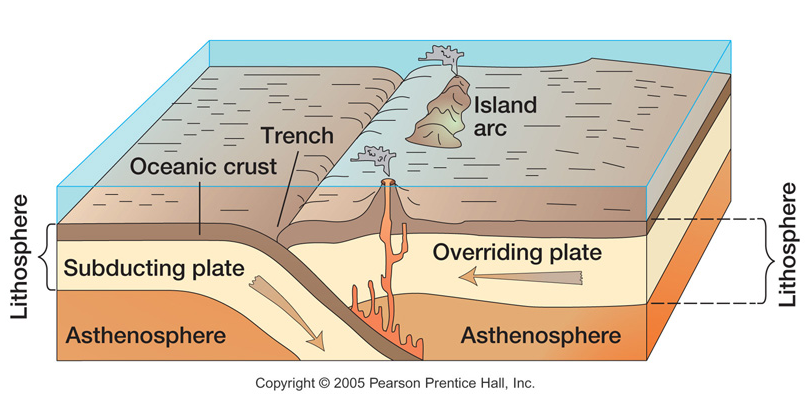 Island
arc
Trench
Oceanic crust
Lithosphere
Subducting plate
Overriding plate
Lithosphere
Asthenosphere
Asthenosphere
Copyright © 2005 Pearson Prentice Hall, Inc.